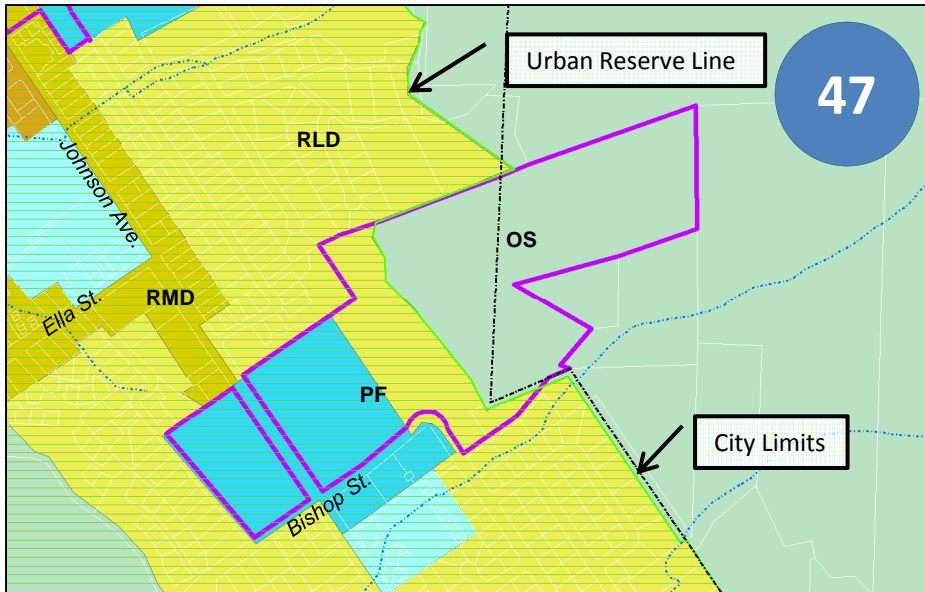 Urban Reserve Line
47
RLD
Johnson Ave.
OS
RMD
Ella St.
PF
City Limits
Bishop St.